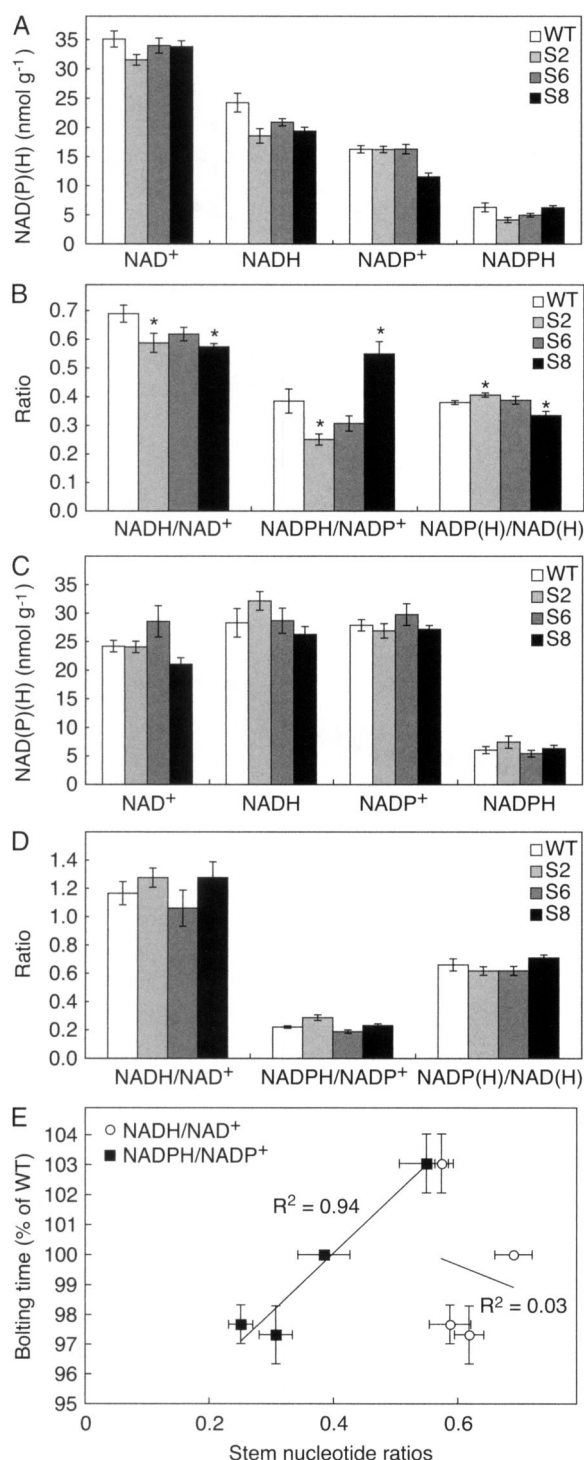 A
NAD(P)(H) (nmol g⁻¹)
35
30
25
20
15
10
5
0
WT
S2
S6
S8
NAD⁺ NADH NADP⁺ NADPH
B
Ratio
0.7
0.6
0.5
0.4
0.3
0.2
0.1
0.0
WT
S2
S6
S8
* * * * * *
NADH/NAD⁺ NADPH/NADP⁺ NADP(H)/NAD(H)
C
NAD(P)(H) (nmol g⁻¹)
35
30
25
20
15
10
5
0
WT
S2
S6
S8
NAD⁺ NADH NADP⁺ NADPH
D
Ratio
1.4
1.2
1.0
0.8
0.6
0.4
0.2
0.0
WT
S2
S6
S8
NADH/NAD⁺ NADPH/NADP⁺ NADP(H)/NAD(H)
E
Bolting time (% of WT)
104
103
102
101
100
99
98
97
96
95
NADH/NAD⁺
NADPH/NADP⁺
R² = 0.94
R² = 0.03
0 0.2 0.4 0.6
Stem nucleotide ratios